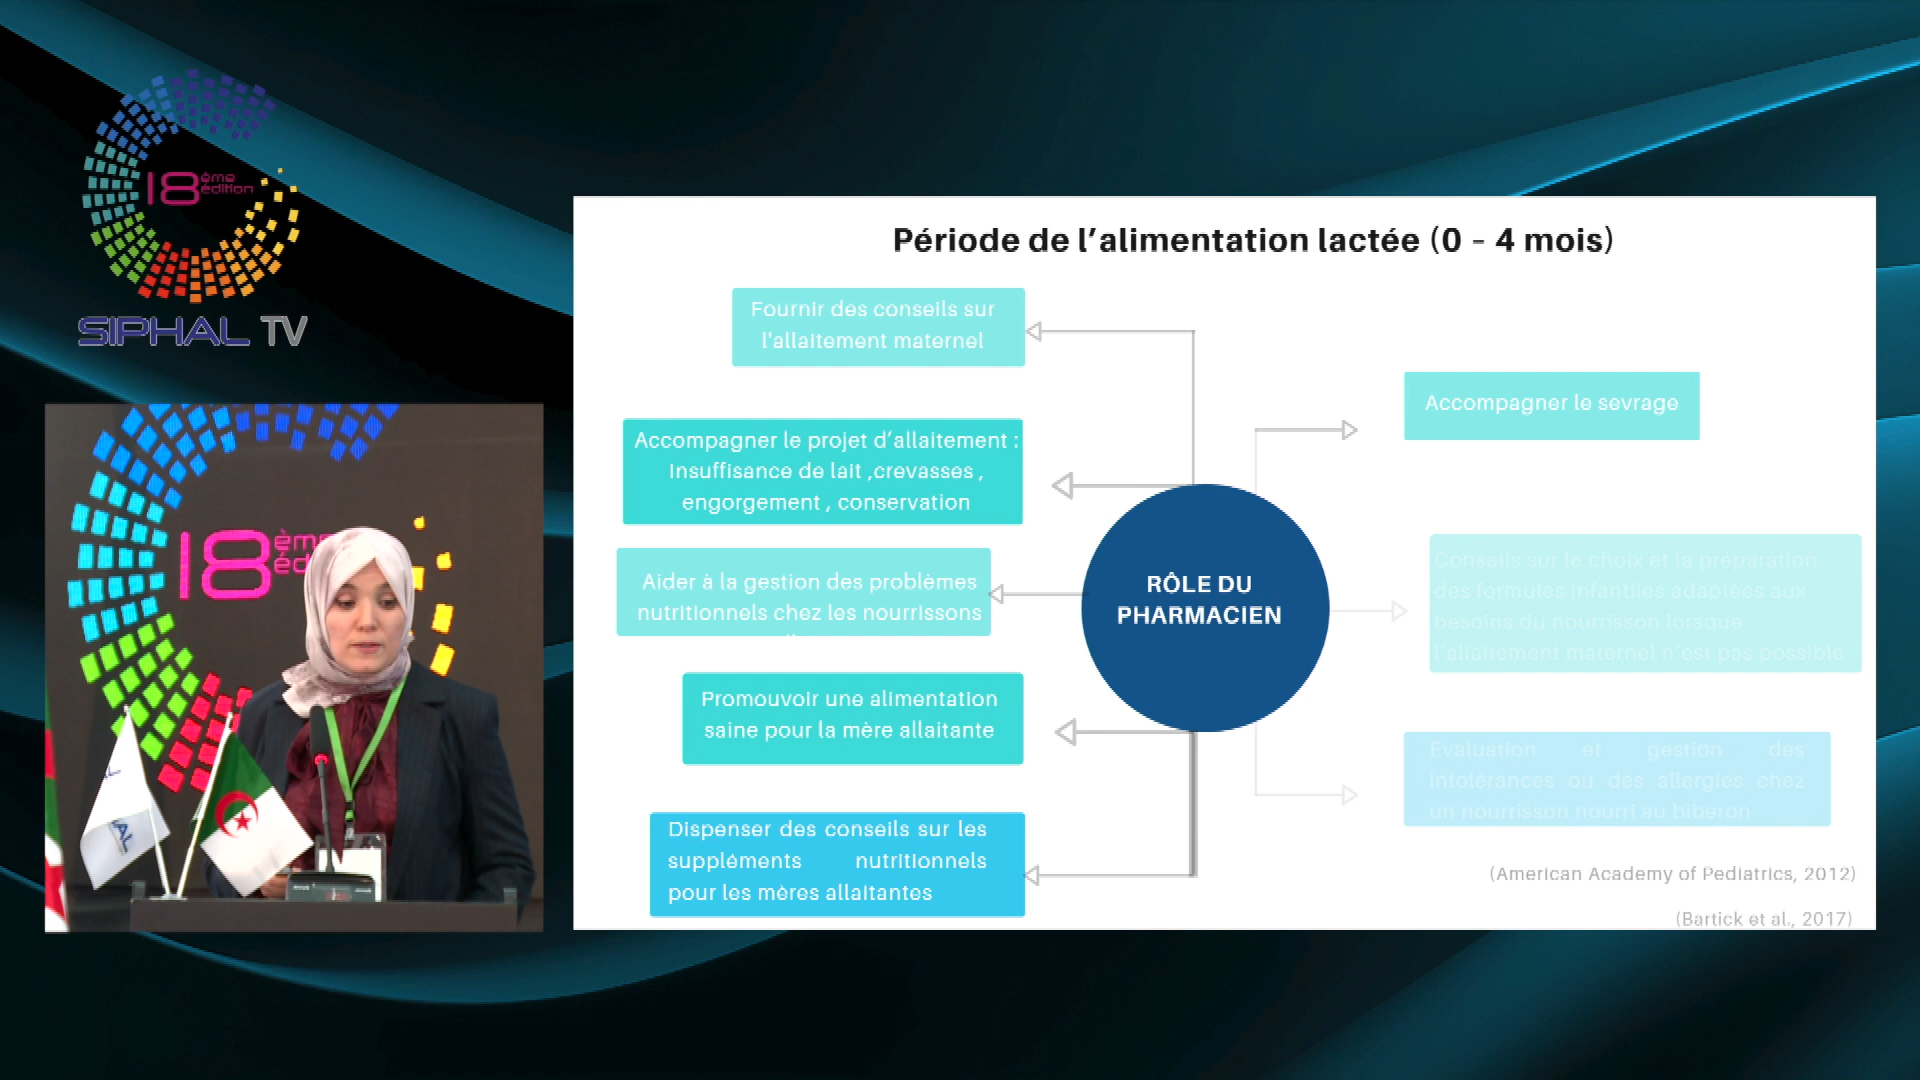 18 ème
édition
SIPHAL TV
18 èm
éd
Période de l'alimentation lactée (0 - 4 mois)
Fournir des conseils sur
l'allaitement maternel
Accompagner le projet d'allaitement :
Insuffisance de lait ,crevasses ,
engorgement , conservation
Aider à la gestion des problèmes
nutritionnels chez les nourrissons
Promouvoir une alimentation
saine pour la mère allaitante
Dispenser des conseils sur les
suppléments nutritionnels
pour les mères allaitantes
RÔLE DU
PHARMACIEN
Accompagner le sevrage
Conseils sur le choix et la préparation
des formules infantiles adaptées aux
besoins du nourrisson lorsque
l'allaitement maternel n'est pas possible
Évaluation et gestion des
intolérances ou des allergies chez
un nourrisson nourri au biberon
(American Academy of Pediatrics, 2012)
(Bartick et al., 2017)